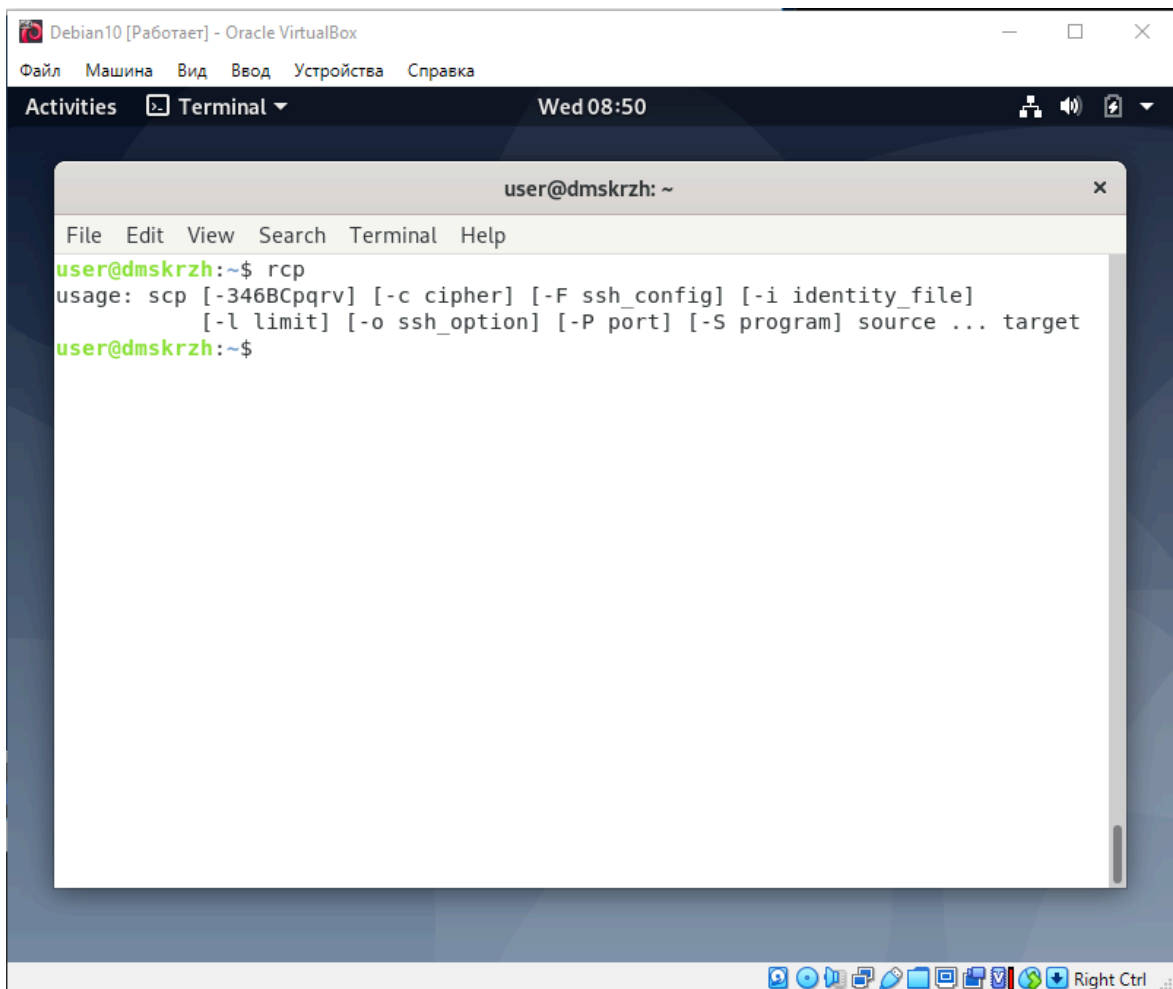 Debian10 [Работает] - Oracle VirtualBox
Файл Машина Вид Ввод Устройства Справка
Activities Terminal Wed 08:50
user@dmskrzh: ~
File Edit View Search Terminal Help
user@dmskrzh:~$ rcp
usage: scp [-346BCpqrv] [-c cipher] [-F ssh_config] [-i identity_file]
[-l limit] [-o ssh_option] [-P port] [-S program] source ... target
user@dmskrzh:~$
Right Ctrl